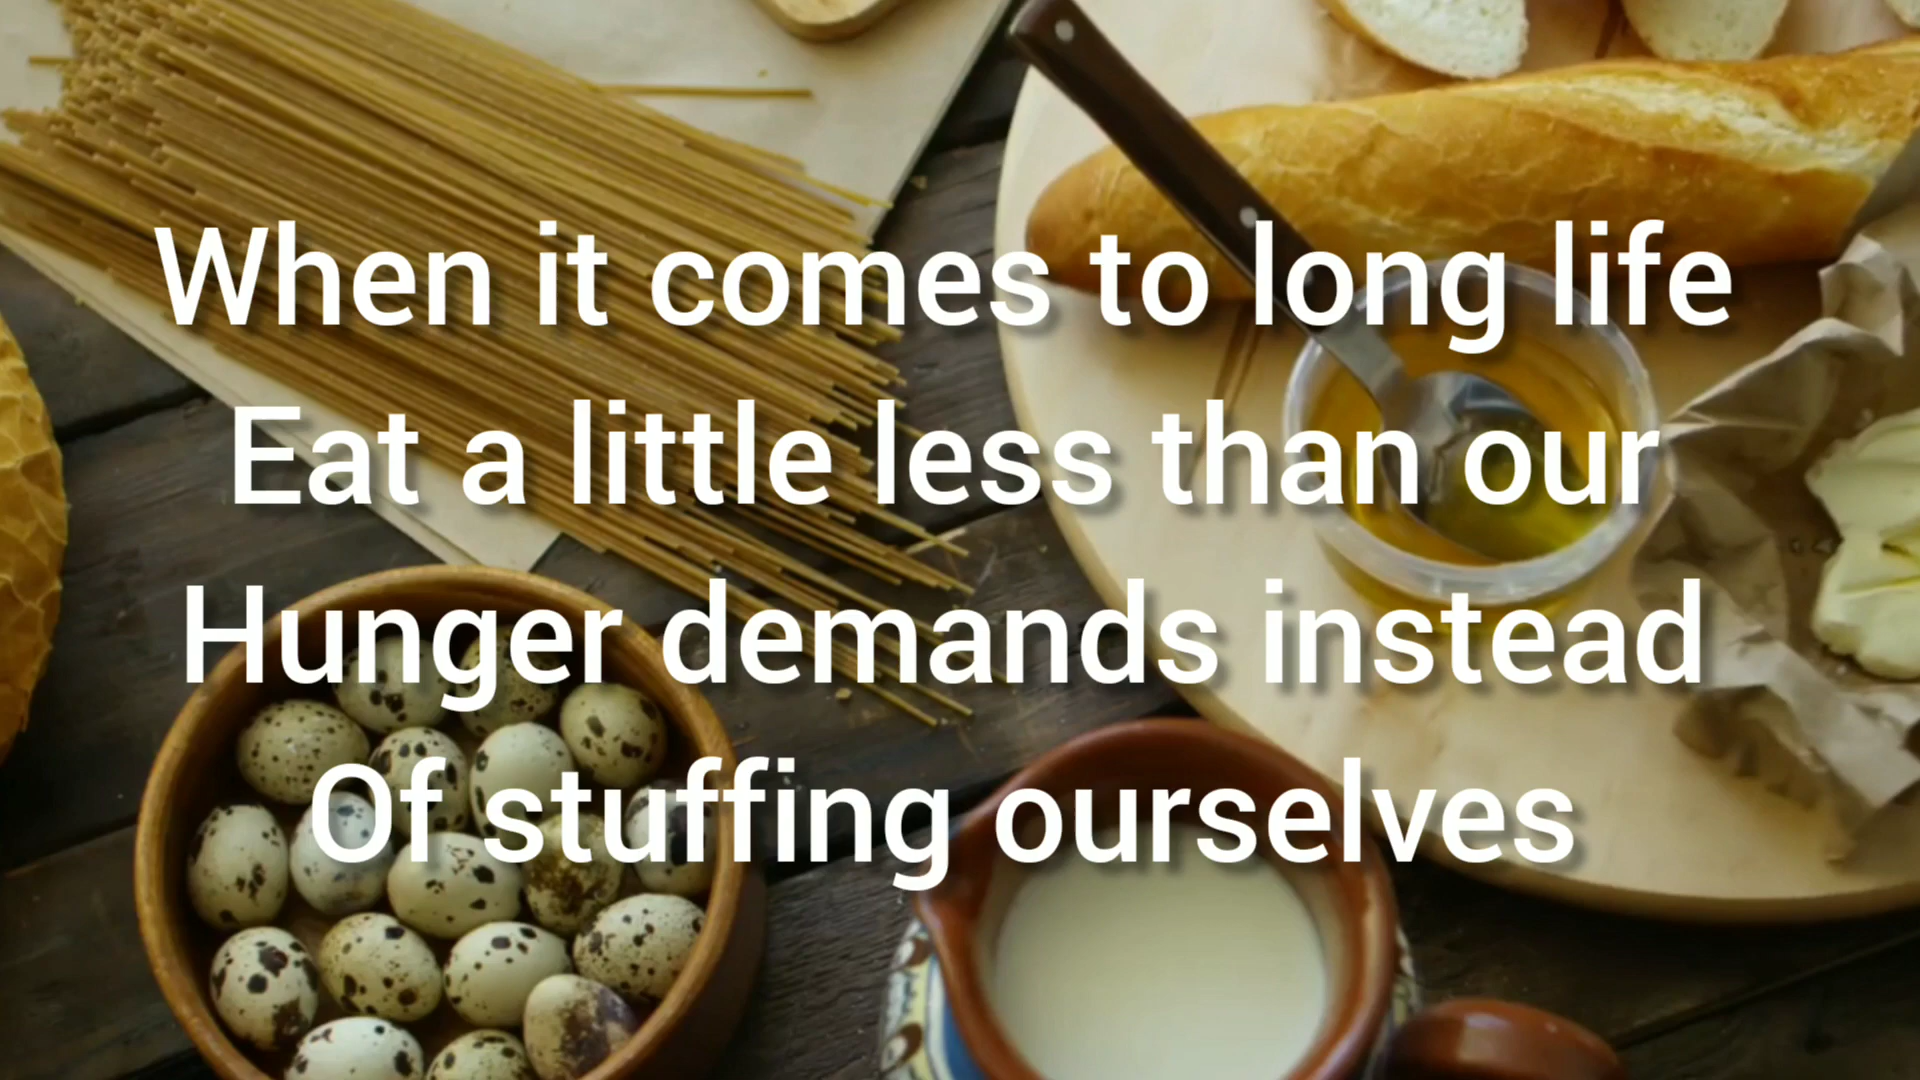 When it comes to long life
Eat a little less than our
Hunger demands instead
Of stuffing ourselves